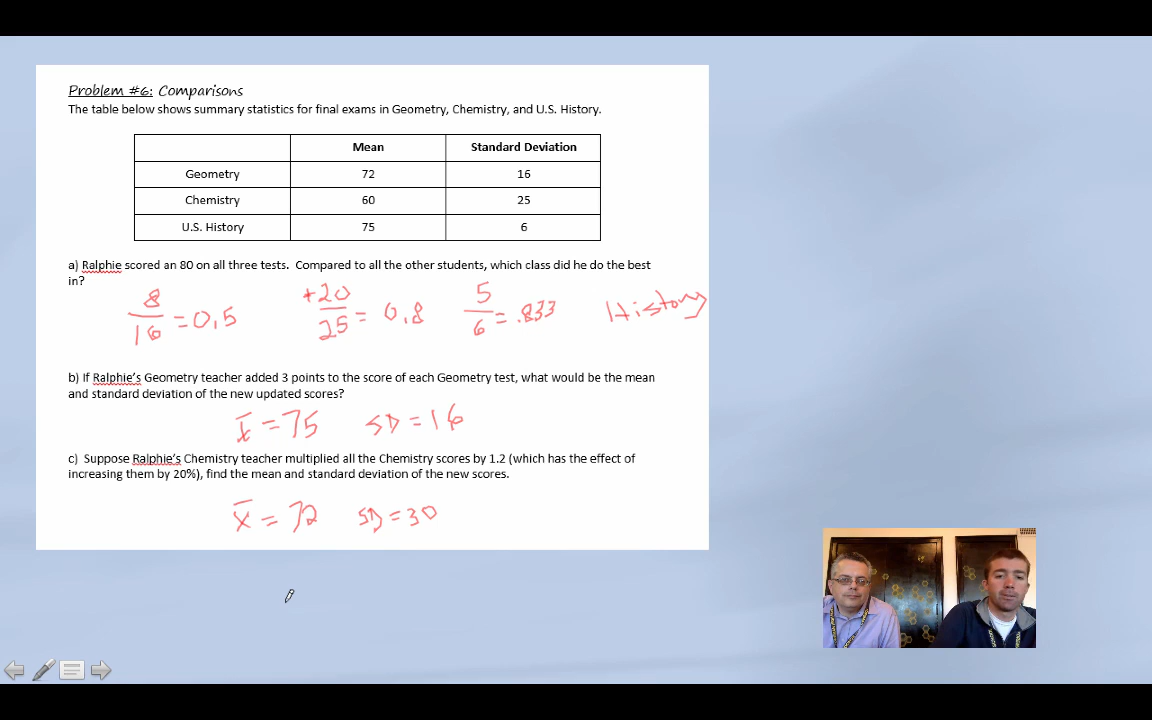 Problem #6: Comparisons
The table below shows summary statistics for final exams in Geometry, Chemistry, and U.S. History.
Mean Standard Deviation
Geometry 72 16
Chemistry 60 25
U.S. History 75 6
a) Ralphie scored an 80 on all three tests. Compared to all the other students, which class did he do the best
in?
8/16 = 0,5 +20/25 = 0,8 5/6 = .833 History
b) If Ralphie's Geometry teacher added 3 points to the score of each Geometry test, what would be the mean
and standard deviation of the new updated scores?
x̄ = 75 SD = 16
c) Suppose Ralphie's Chemistry teacher multiplied all the Chemistry scores by 1.2 (which has the effect of
increasing them by 20%), find the mean and standard deviation of the new scores.
x̄ = 72 SD = 30